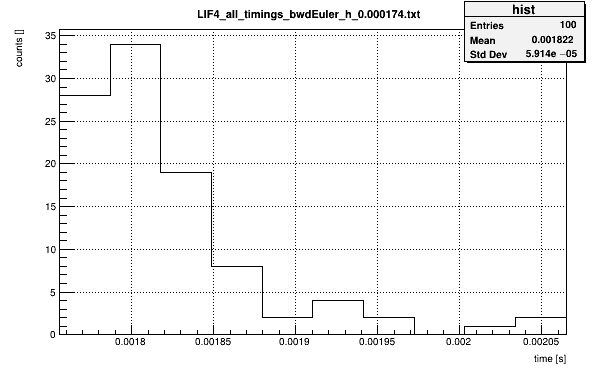 LIF4_all_timings_bwdEuler_h_0.000174.txt
hist
Entries 100
Mean 0.001822
Std Dev 5.914e −05
counts []
35
30
25
20
15
10
5
0
0.0018 0.00185 0.0019 0.00195 0.002 0.00205
time [s]